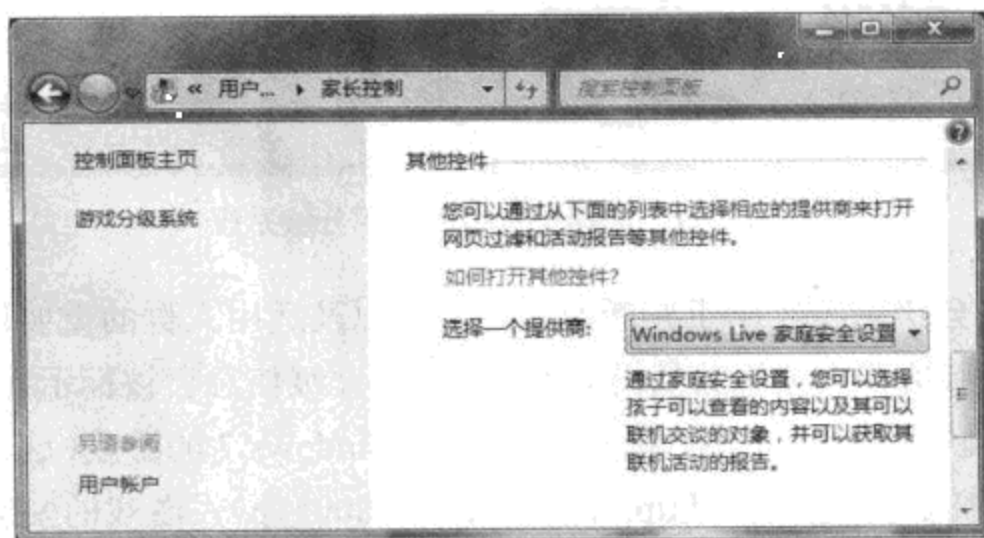 « 用户... ▸ 家长控制
搜索控制面板
控制面板主页
游戏分级系统
其他控件
您可以通过从下面的列表中选择相应的提供商来打开
网页过滤和活动报告等其他控件。
如何打开其他控件?
选择一个提供商:
Windows Live 家庭安全设置
通过家庭安全设置，您可以选择
孩子可以查看的内容以及其可以
联机交谈的对象，并可以获取其
联机活动的报告。
另请参阅
用户帐户